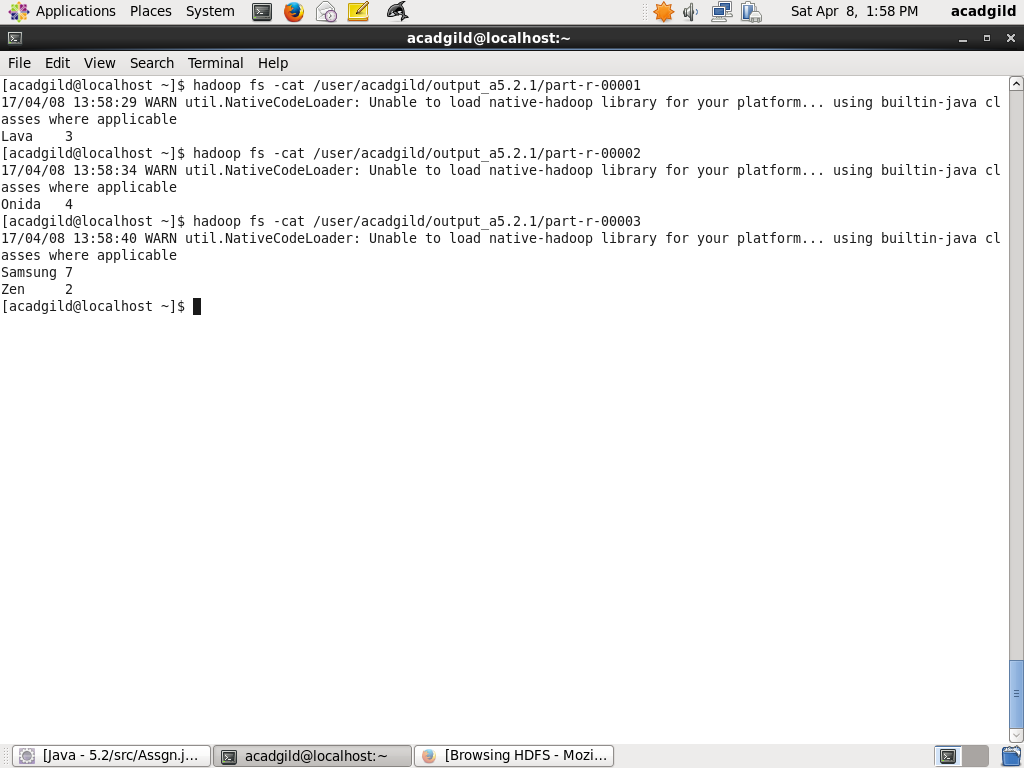 Applications Places System Sat Apr 8, 1:58 PM acadgild
acadgild@localhost:~
File Edit View Search Terminal Help
[acadgild@localhost ~]$ hadoop fs -cat /user/acadgild/output_a5.2.1/part-r-00001
17/04/08 13:58:29 WARN util.NativeCodeLoader: Unable to load native-hadoop library for your platform... using builtin-java cl
asses where applicable
Lava    3
[acadgild@localhost ~]$ hadoop fs -cat /user/acadgild/output_a5.2.1/part-r-00002
17/04/08 13:58:34 WARN util.NativeCodeLoader: Unable to load native-hadoop library for your platform... using builtin-java cl
asses where applicable
Onida   4
[acadgild@localhost ~]$ hadoop fs -cat /user/acadgild/output_a5.2.1/part-r-00003
17/04/08 13:58:40 WARN util.NativeCodeLoader: Unable to load native-hadoop library for your platform... using builtin-java cl
asses where applicable
Samsung 7
Zen     2
[acadgild@localhost ~]$
[Java - 5.2/src/Assgn.j... acadgild@localhost:~ [Browsing HDFS - Mozi...